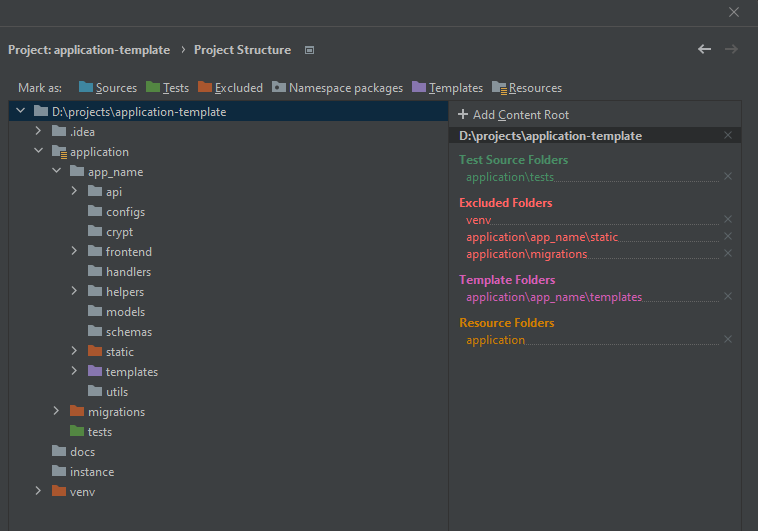 Project: application-template › Project Structure
Mark as: Sources Tests Excluded Namespace packages Templates Resources
D:\projects\application-template
.idea
application
app_name
api
configs
crypt
frontend
handlers
helpers
models
schemas
static
templates
utils
migrations
tests
docs
instance
venv
+ Add Content Root
D:\projects\application-template
Test Source Folders
application\tests
Excluded Folders
venv
application\app_name\static
application\migrations
Template Folders
application\app_name\templates
Resource Folders
application